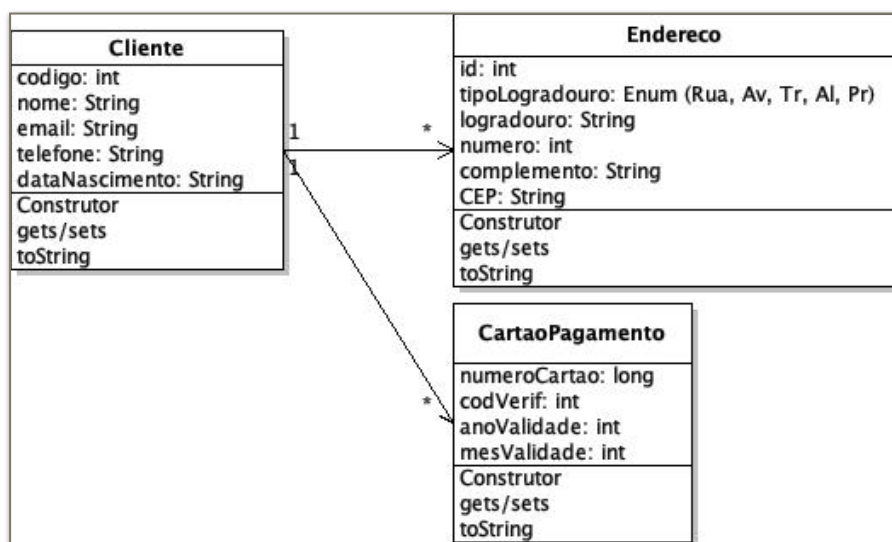 Cliente
codigo: int
nome: String
email: String
telefone: String
dataNascimento: String
Construtor
gets/sets
toString
1
*
1
*
Endereco
id: int
tipoLogradouro: Enum (Rua, Av, Tr, Al, Pr)
logradouro: String
numero: int
complemento: String
CEP: String
Construtor
gets/sets
toString
CartaoPagamento
numeroCartao: long
codVerif: int
anoValidade: int
mesValidade: int
Construtor
gets/sets
toString